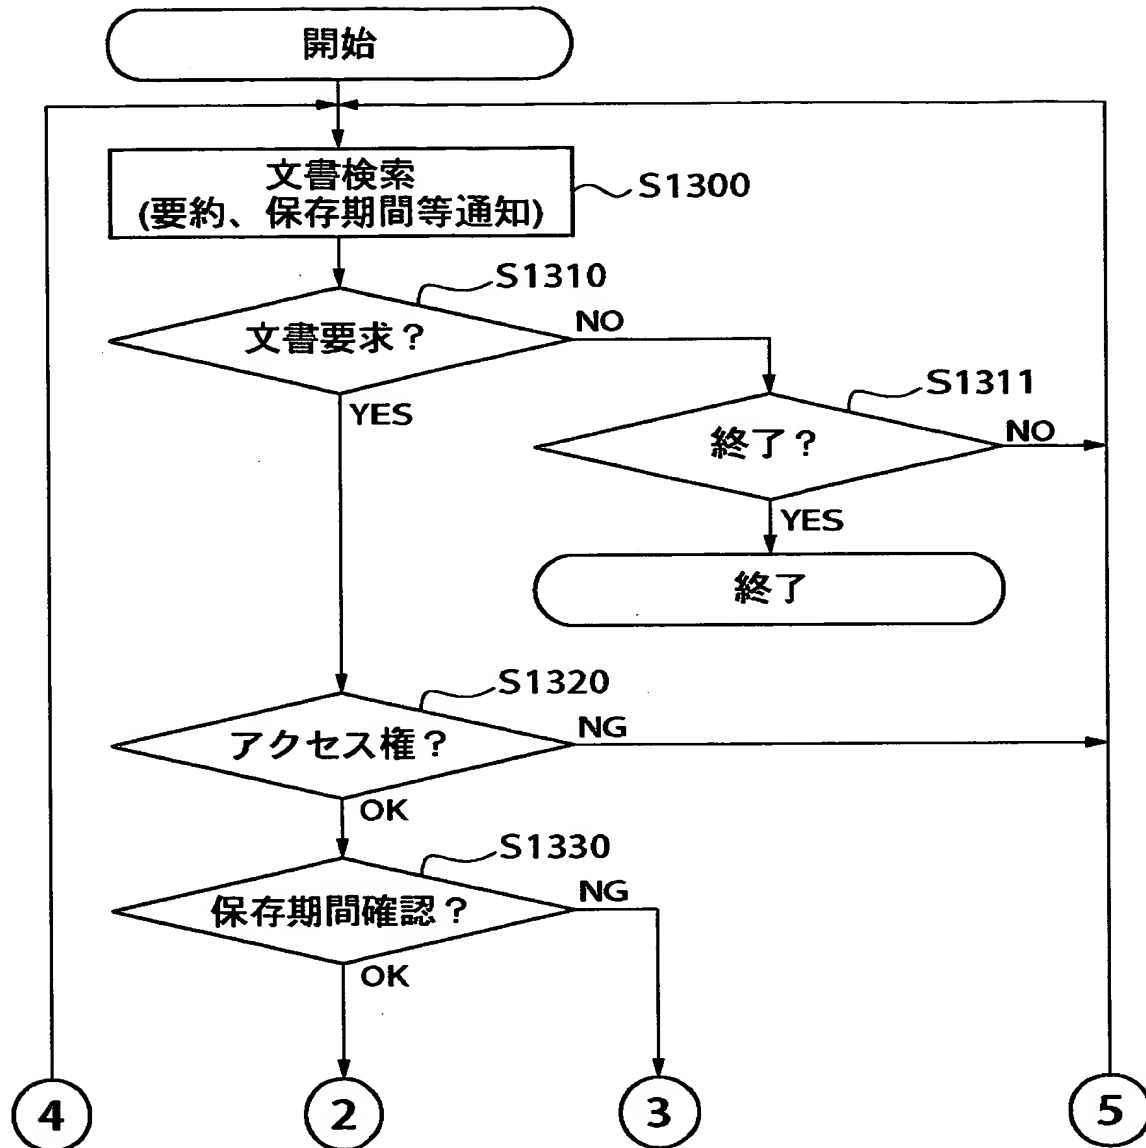 開始
文書検索
(要約、保存期間等通知)
S1300
S1310
文書要求？
NO
YES
S1311
終了？
NO
YES
終了
S1320
アクセス権？
NG
OK
S1330
保存期間確認？
NG
OK
4
2
3
5